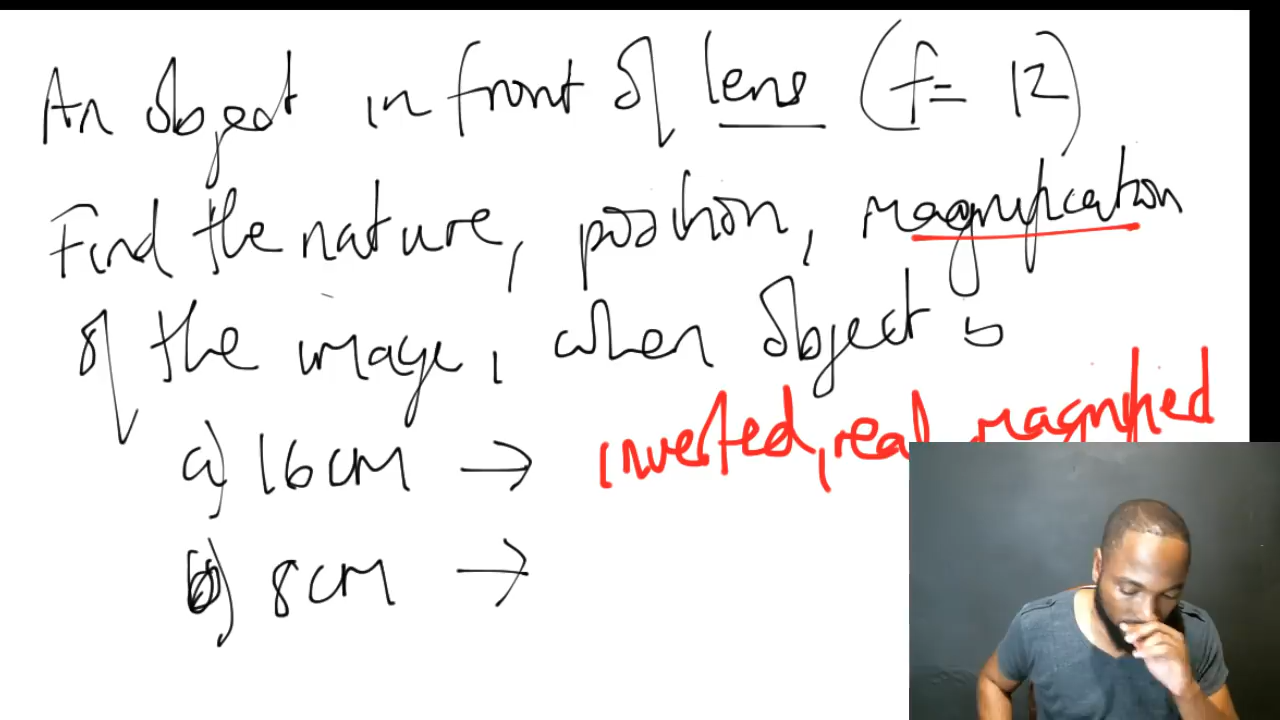 An object in front of lens (f= 12)
Find the nature, position, magnification
of the image, when object is
a) 16cm → inverted, real magnified
b) 8cm →